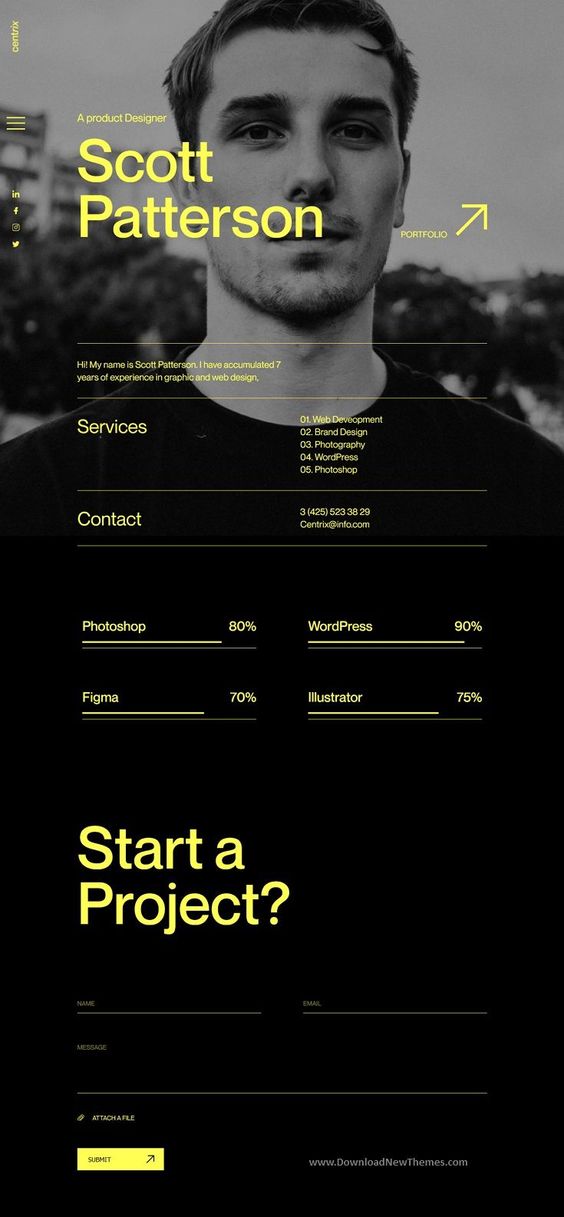 centrix
A product Designer
Scott
Patterson
PORTFOLIO
Hi! My name is Scott Patterson. I have accumulated 7
years of experience in graphic and web design,
Services
01. Web Deveopment
02. Brand Design
03. Photography
04. WordPress
05. Photoshop
Contact
3 (425) 523 38 29
Centrix@info.com
Photoshop 80%
WordPress 90%
Figma 70%
Illustrator 75%
Start a
Project?
NAME
EMAIL
MESSAGE
ATTACH A FILE
SUBMIT
www.DownloadNewThemes.com